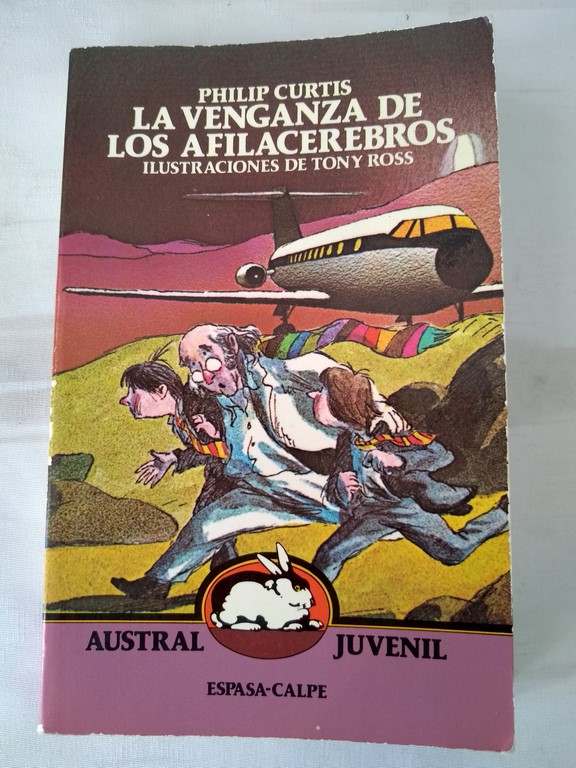 PHILIP CURTIS
LA VENGANZA DE
LOS AFILACEREBROS
ILUSTRACIONES DE TONY ROSS
AUSTRAL JUVENIL
ESPASA-CALPE